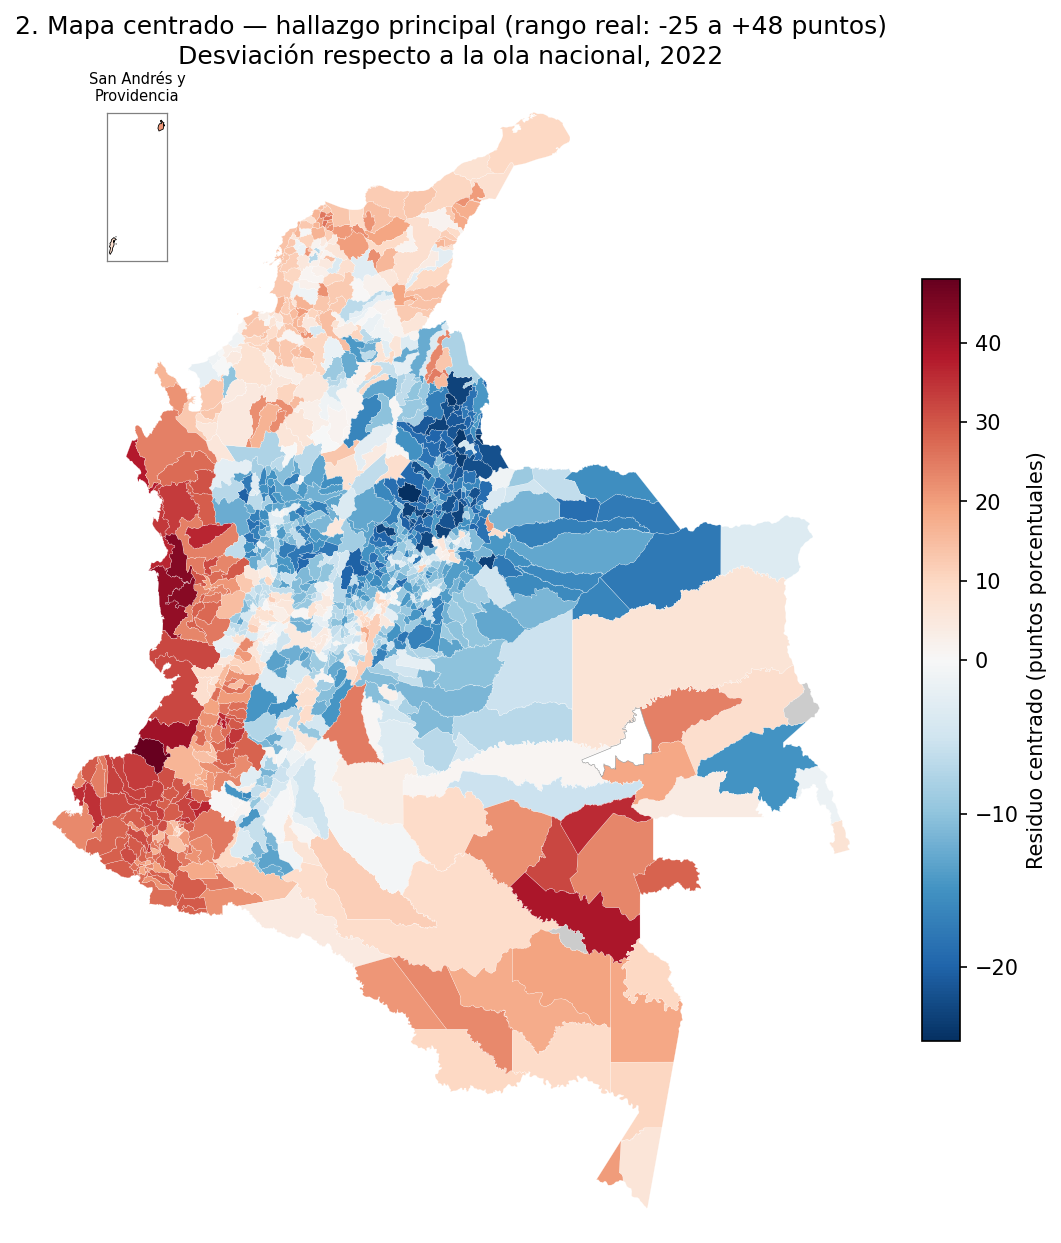 2. Mapa centrado — hallazgo principal (rango real: -25 a +48 puntos)
Desviación respecto a la ola nacional, 2022
San Andrés y
Providencia
40
30
20
10
0
−10
−20
Residuo centrado (puntos porcentuales)